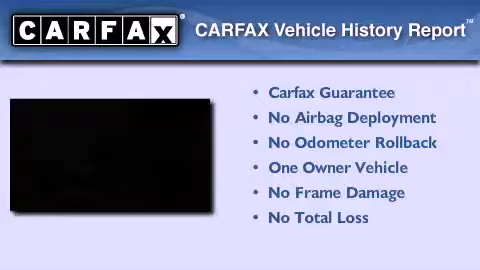 CARFAX® CARFAX Vehicle History Report™
• Carfax Guarantee
• No Airbag Deployment
• No Odometer Rollback
• One Owner Vehicle
• No Frame Damage
• No Total Loss